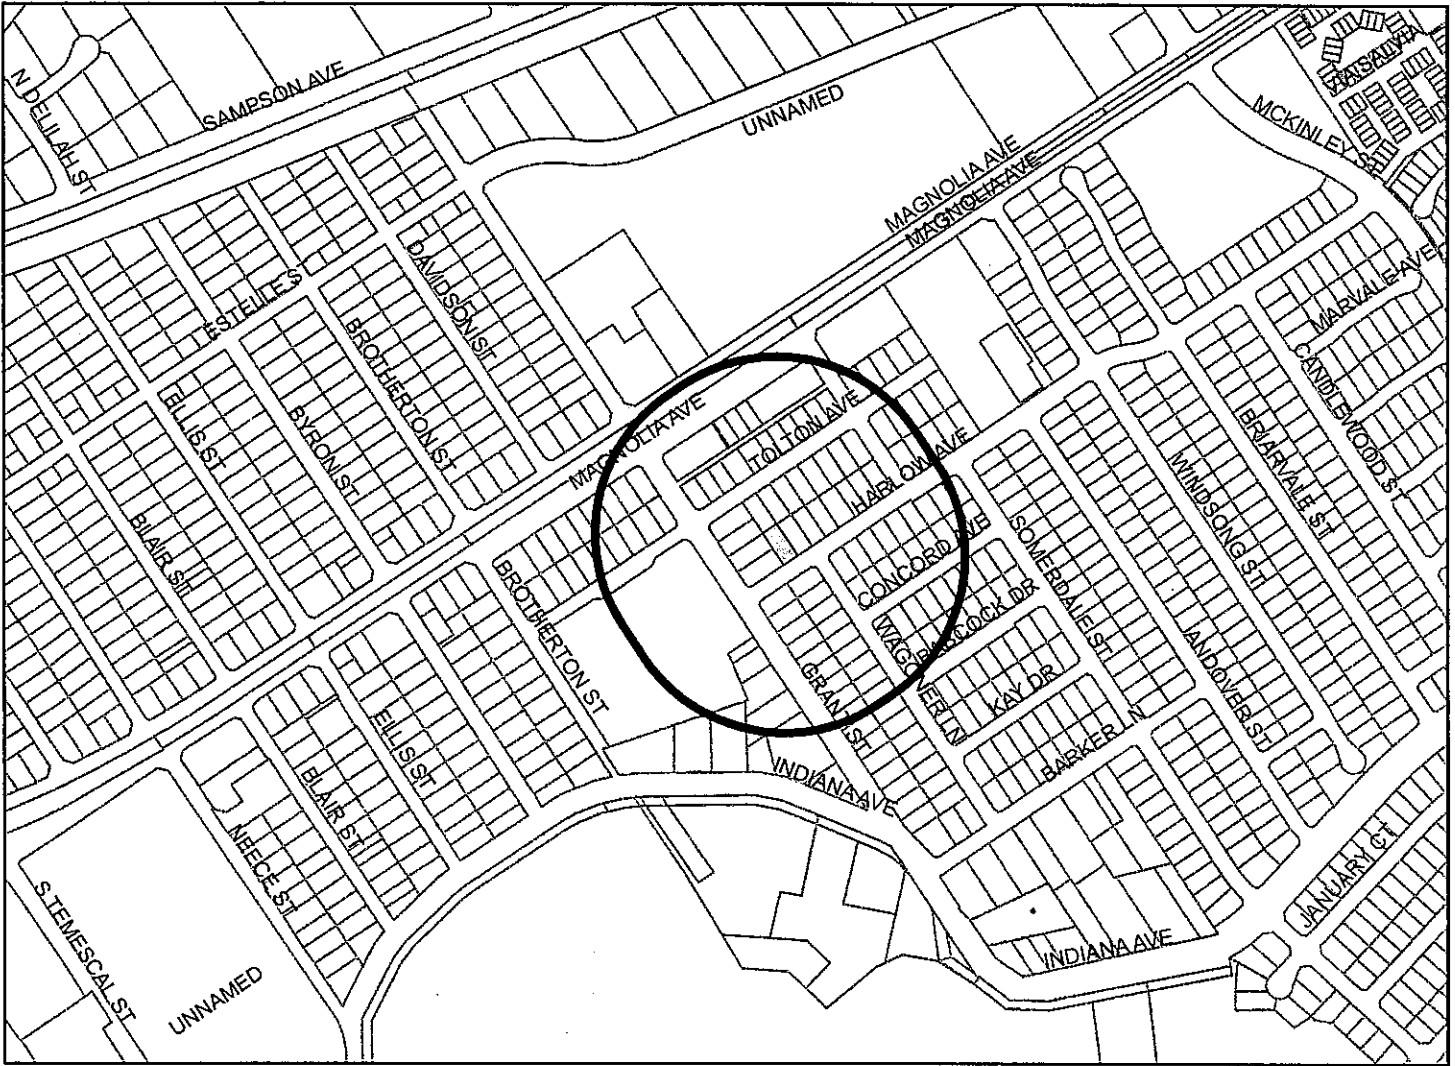 N DELILAH ST
SAMPSON AVE
UNNAMED
MCKINLEY
MAGNOLIA AVE
MAGNOLIA AVE
DAVIDSON ST
ESTELLE S
MARVALE AVE
BROTHERTON ST
CANDLEWOOD ST
ELLIS ST
BYRON ST
MAGNOLIA AVE
TOLTON AVE
BRIARVALE ST
HARLOW AVE
WINDSONG ST
BLAIR ST
CONCORD AVE
SOMERDALE ST
BROTHERTON ST
BABCOCK DR
WAGONER LN
GRANT ST
KAY DR
ANDOVER ST
ELLIS ST
BARKER LN
BLAIR ST
INDIANA AVE
NEECE ST
JANUARY CT
S TEMESCAL ST
INDIANA AVE
UNNAMED